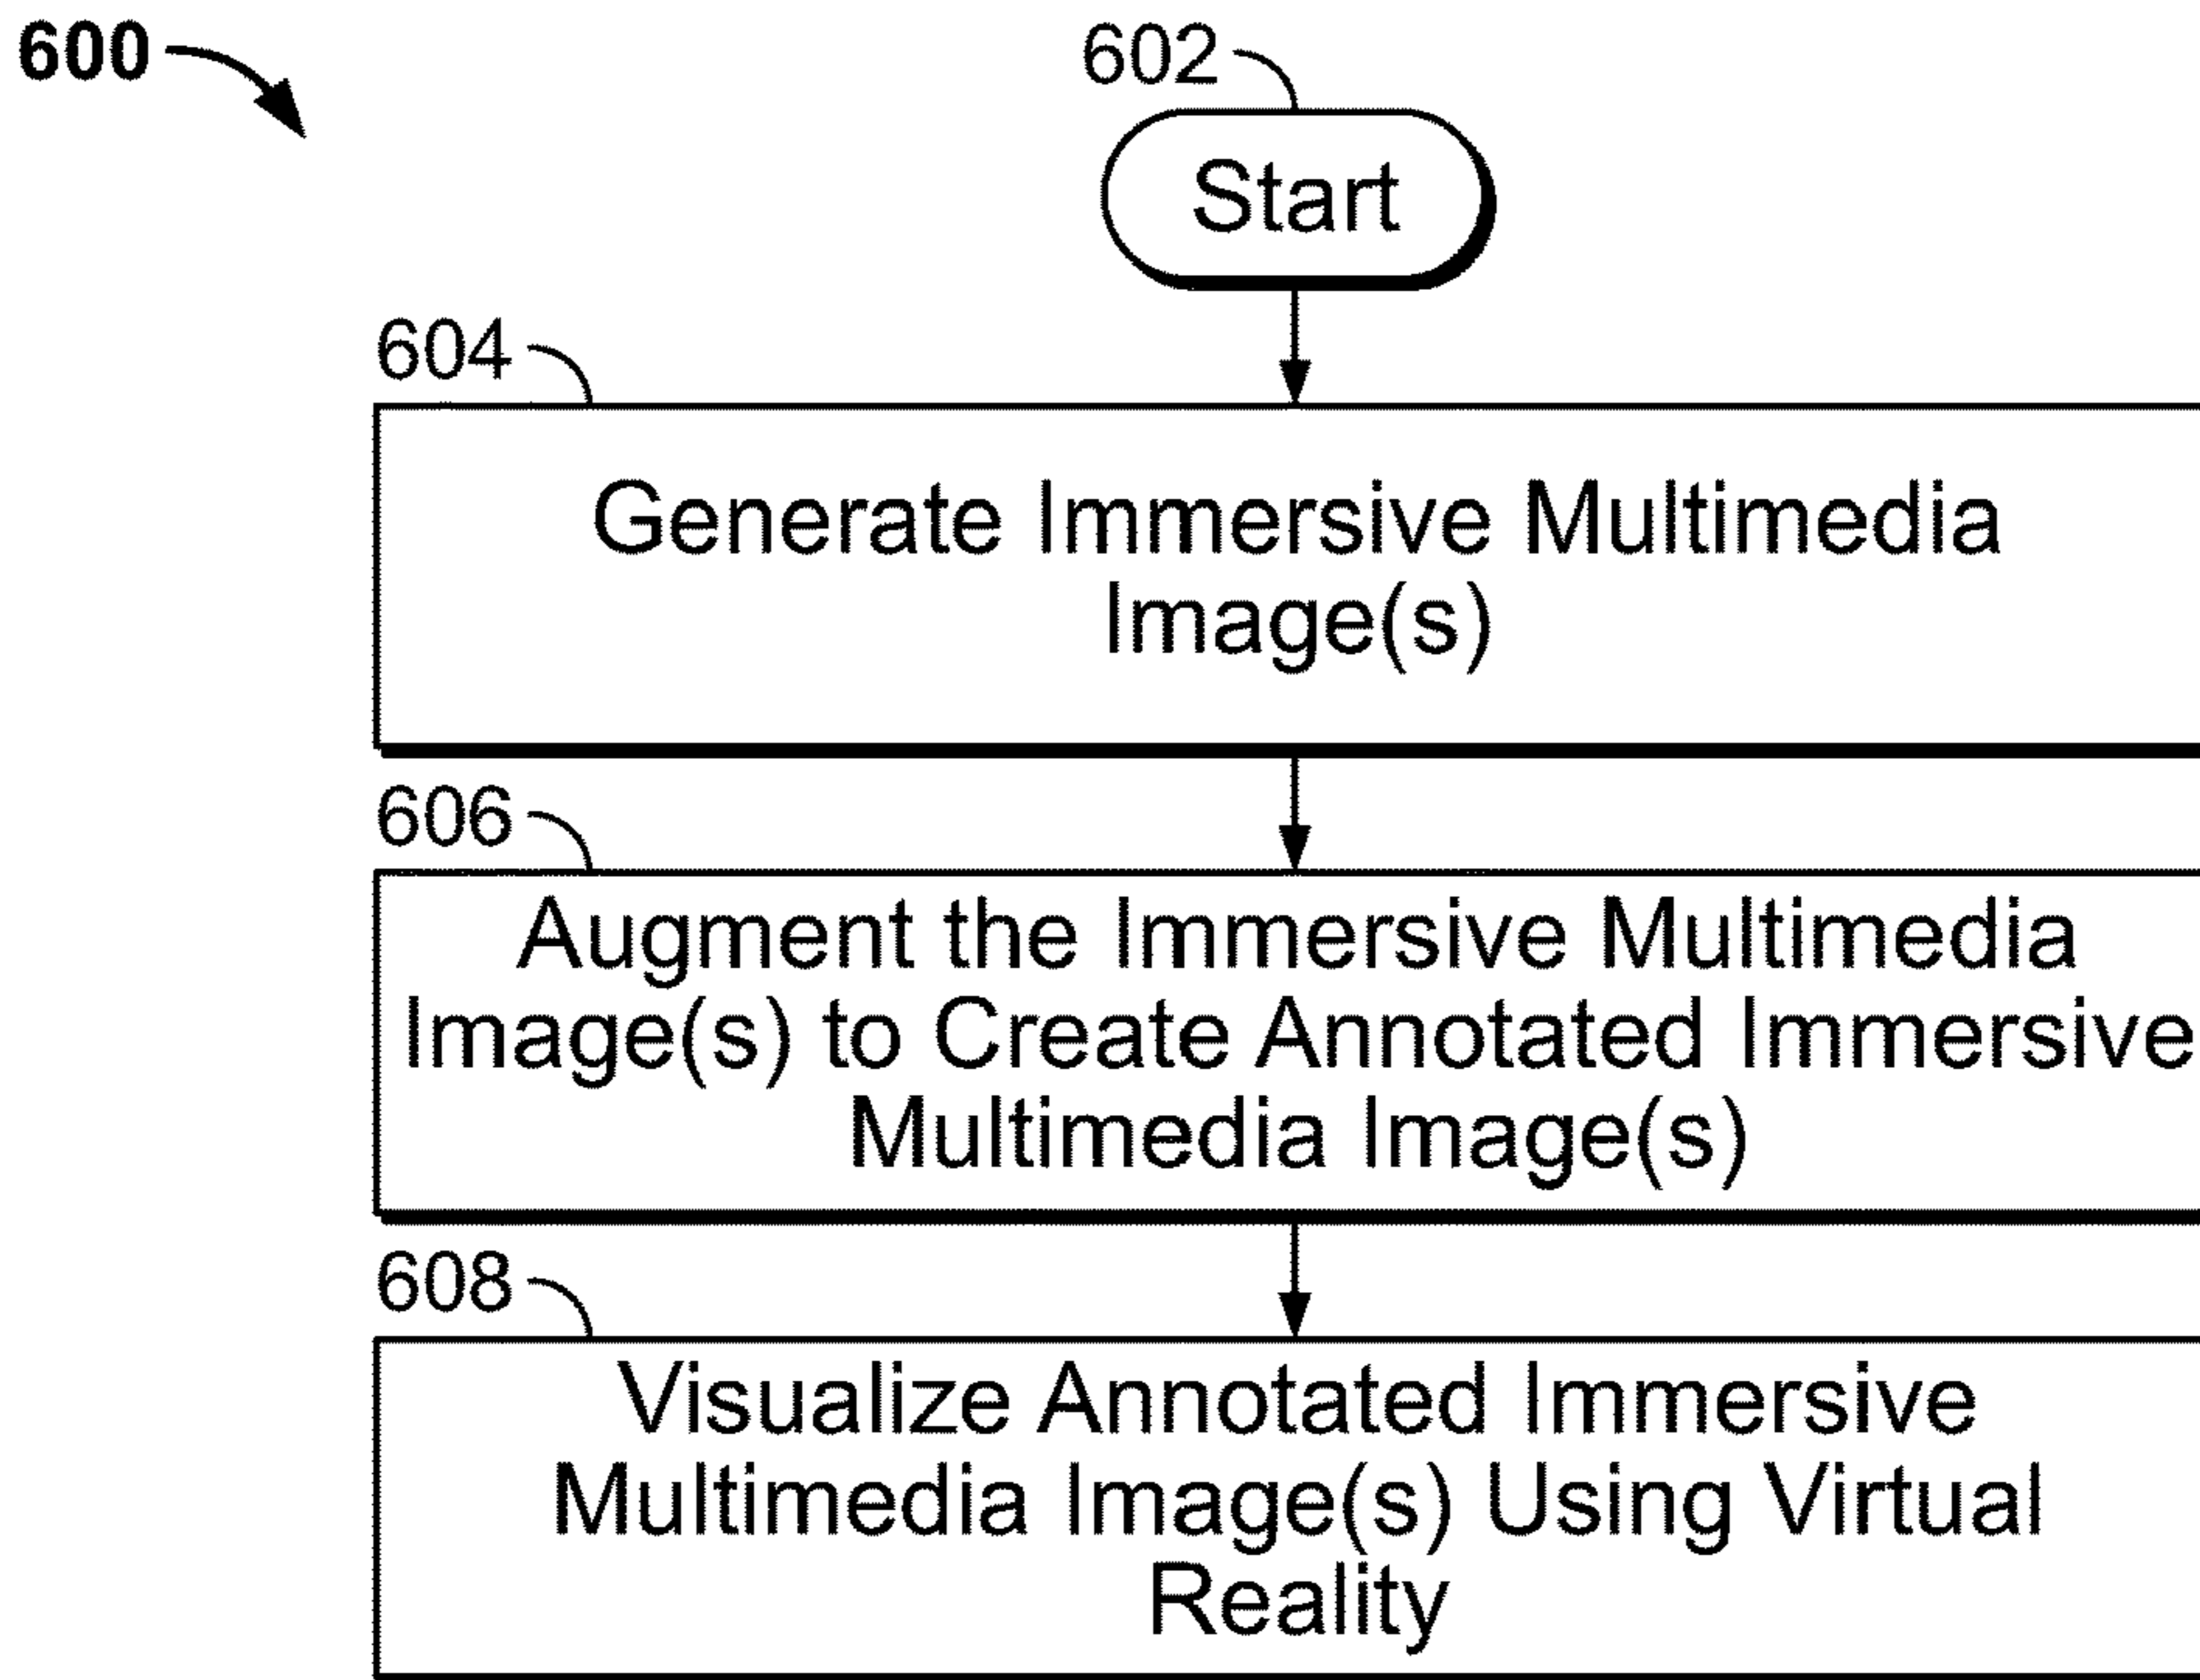 600
602
Start
604
Generate Immersive Multimedia
Image(s)
606
Augment the Immersive Multimedia
Image(s) to Create Annotated Immersive
Multimedia Image(s)
608
Visualize Annotated Immersive
Multimedia Image(s) Using Virtual
Reality